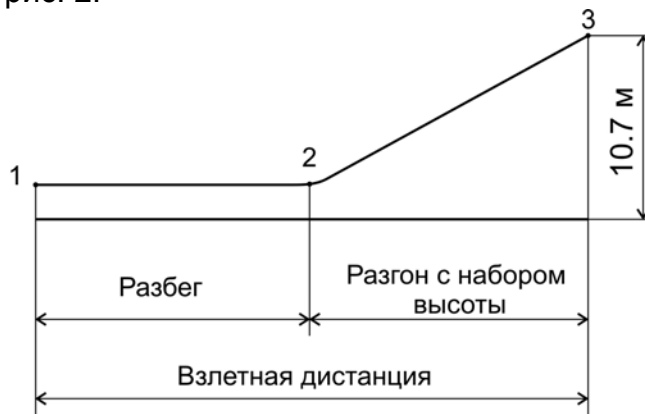 рис. 2.
3
10.7 м
2
1
Разбег
Разгон с набором
высоты
Взлетная дистанция